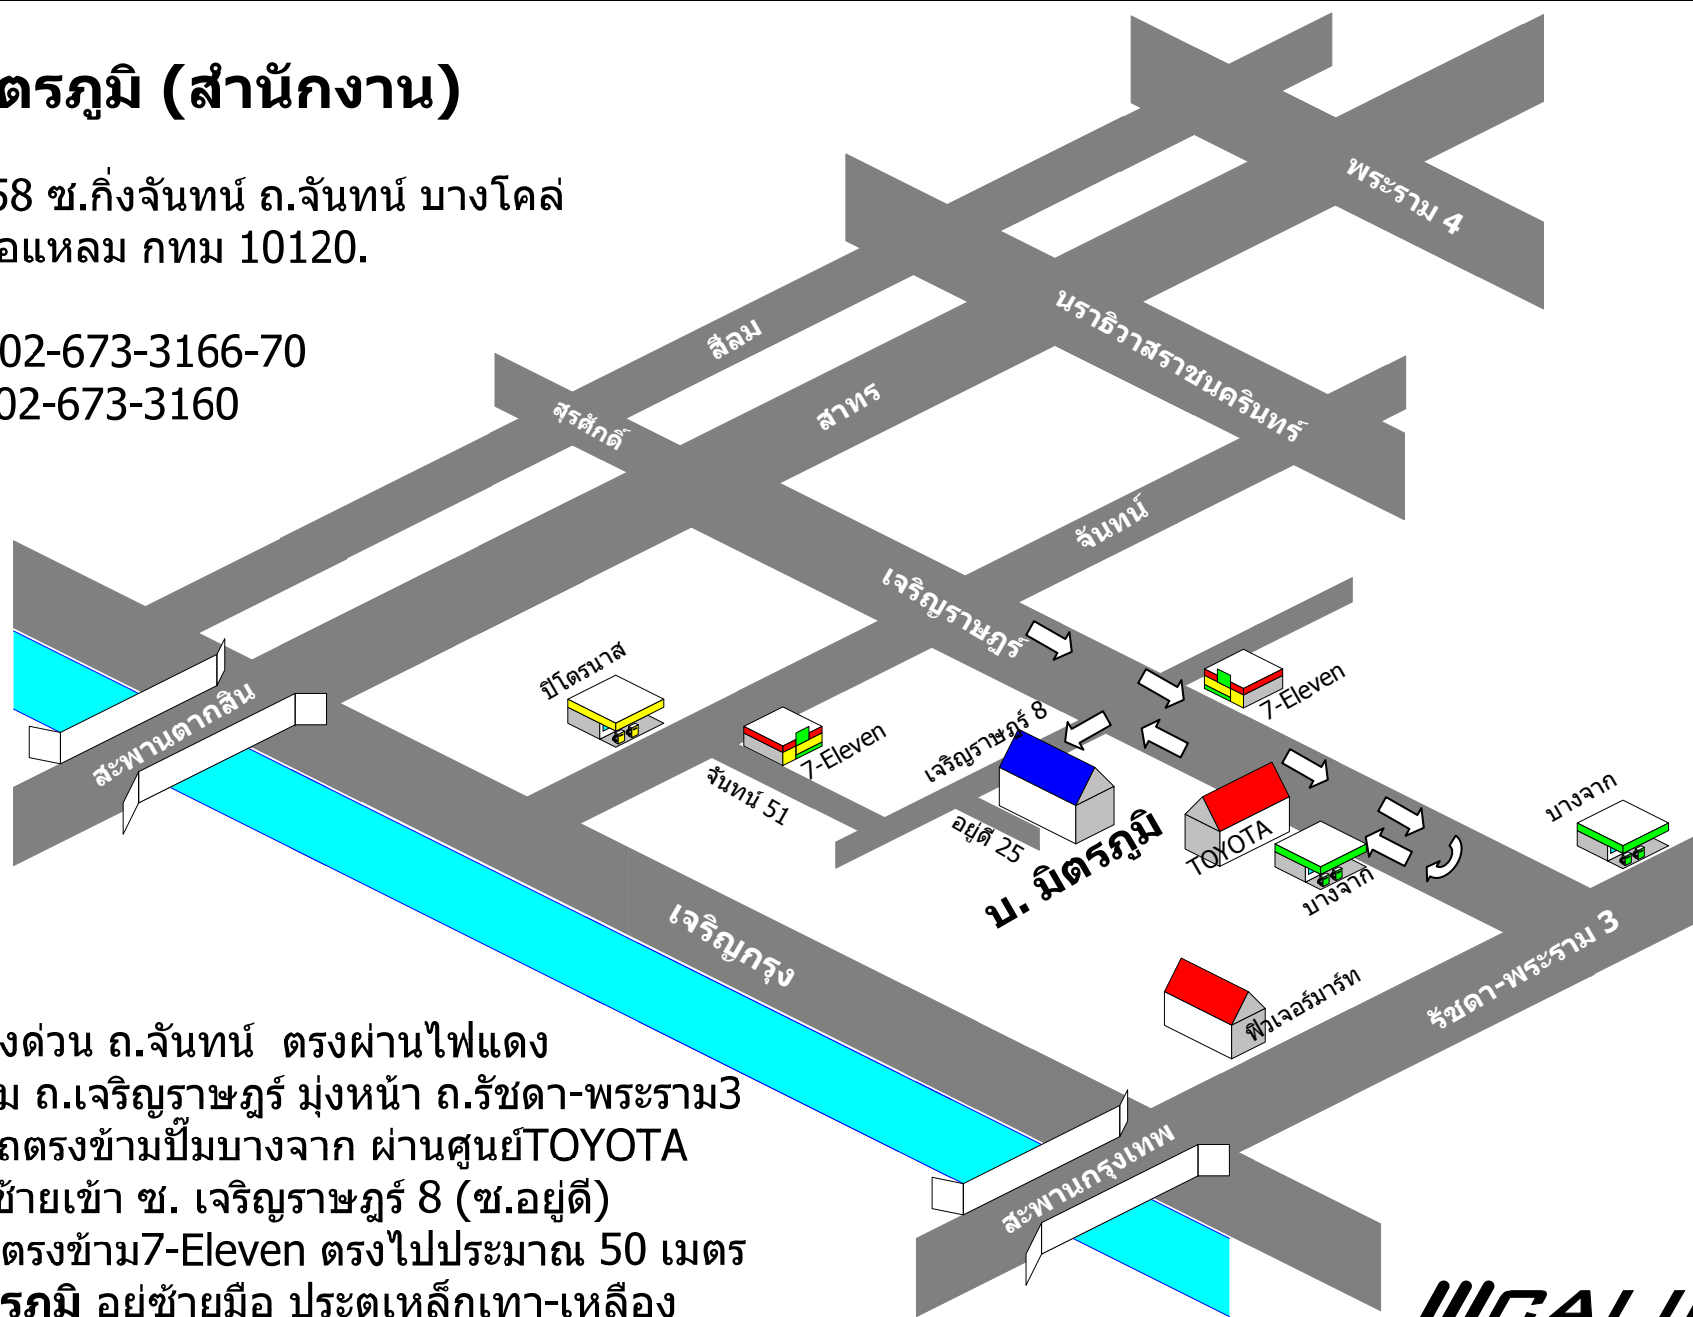 ตรภูมิ (สำนักงาน)
58 ซ.กิ่งจันทน์ ถ.จันทน์ บางโคล่
อแหลม กทม 10120.
02-673-3166-70
02-673-3160
พระราม 4
นราธิวาสราชนครินทร์
สีลม
สุรศักดิ์
สาทร
จันทน์
เจริญราษฎร์
ปิโตรนาส
7-Eleven
7-Eleven
สะพานตากสิน
จันทน์ 51
เจริญราษฎร์ 8
อยู่ดี 25
บ. มิตรภูมิ
TOYOTA
บางจาก
บางจาก
เจริญกรุง
รัชดา-พระราม 3
ฟิวเจอร์มาร์ท
สะพานกรุงเทพ
งด่วน ถ.จันทน์ ตรงผ่านไฟแดง
ม ถ.เจริญราษฎร์ มุ่งหน้า ถ.รัชดา-พระราม3
ถตรงข้ามปั๊มบางจาก ผ่านศูนย์TOYOTA
ซ้ายเข้า ซ. เจริญราษฎร์ 8 (ซ.อยู่ดี)
ตรงข้าม7-Eleven ตรงไปประมาณ 50 เมตร
รภูมิ อยู่ซ้ายมือ ประตูเหล็กเทา-เหลือง